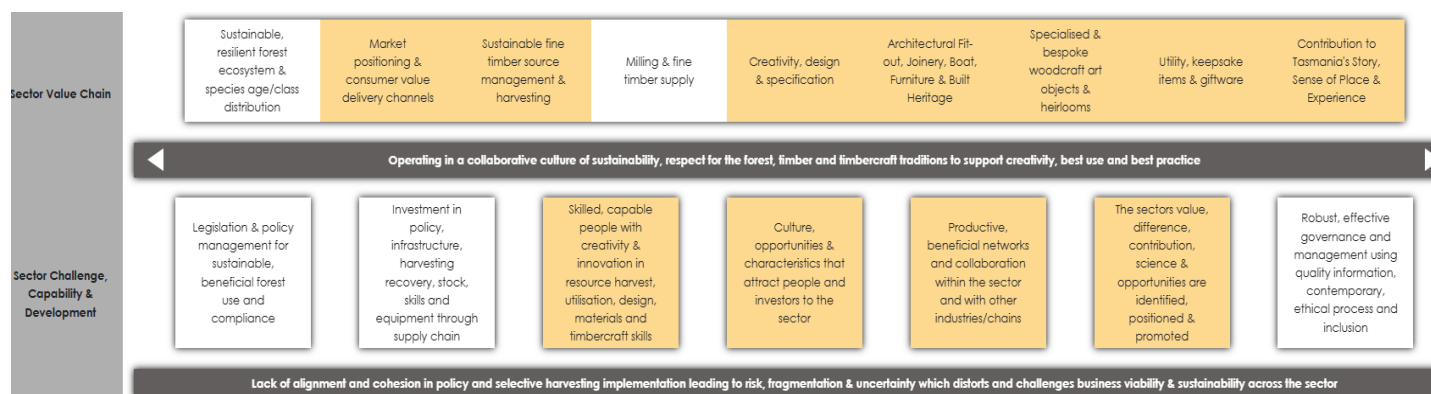 Sector Value Chain
Sustainable,
resilient forest
ecosystem &
species age/class
distribution
Market
positioning &
consumer value
delivery channels
Sustainable fine
timber source
management &
harvesting
Milling & fine
timber supply
Creativity, design
& specification
Architectural Fit-
out, Joinery, Boat,
Furniture & Built
Heritage
Specialised &
bespoke
woodcraft art
objects &
heirlooms
Utility, keepsake
items & giftware
Contribution to
Tasmania's Story,
Sense of Place &
Experience
Operating in a collaborative culture of sustainability, respect for the forest, timber and timbercraft traditions to support creativity, best use and best practice
Sector Challenge,
Capability &
Development
Legislation & policy
management for
sustainable,
beneficial forest
use and
compliance
Investment in
policy,
infrastructure,
harvesting
recovery, stock,
skills and
equipment through
supply chain
Skilled, capable
people with
creativity &
innovation in
resource harvest,
utilisation, design,
materials and
timbercraft skills
Culture,
opportunities &
characteristics that
attract people and
investors to the
sector
Productive,
beneficial networks
and collaboration
within the sector
and with other
industries/chains
The sectors value,
difference,
contribution,
science &
opportunities are
identified,
positioned &
promoted
Robust, effective
governance and
management using
quality information,
contemporary,
ethical process and
inclusion
Lack of alignment and cohesion in policy and selective harvesting implementation leading to risk, fragmentation & uncertainty which distorts and challenges business viability & sustainability across the sector